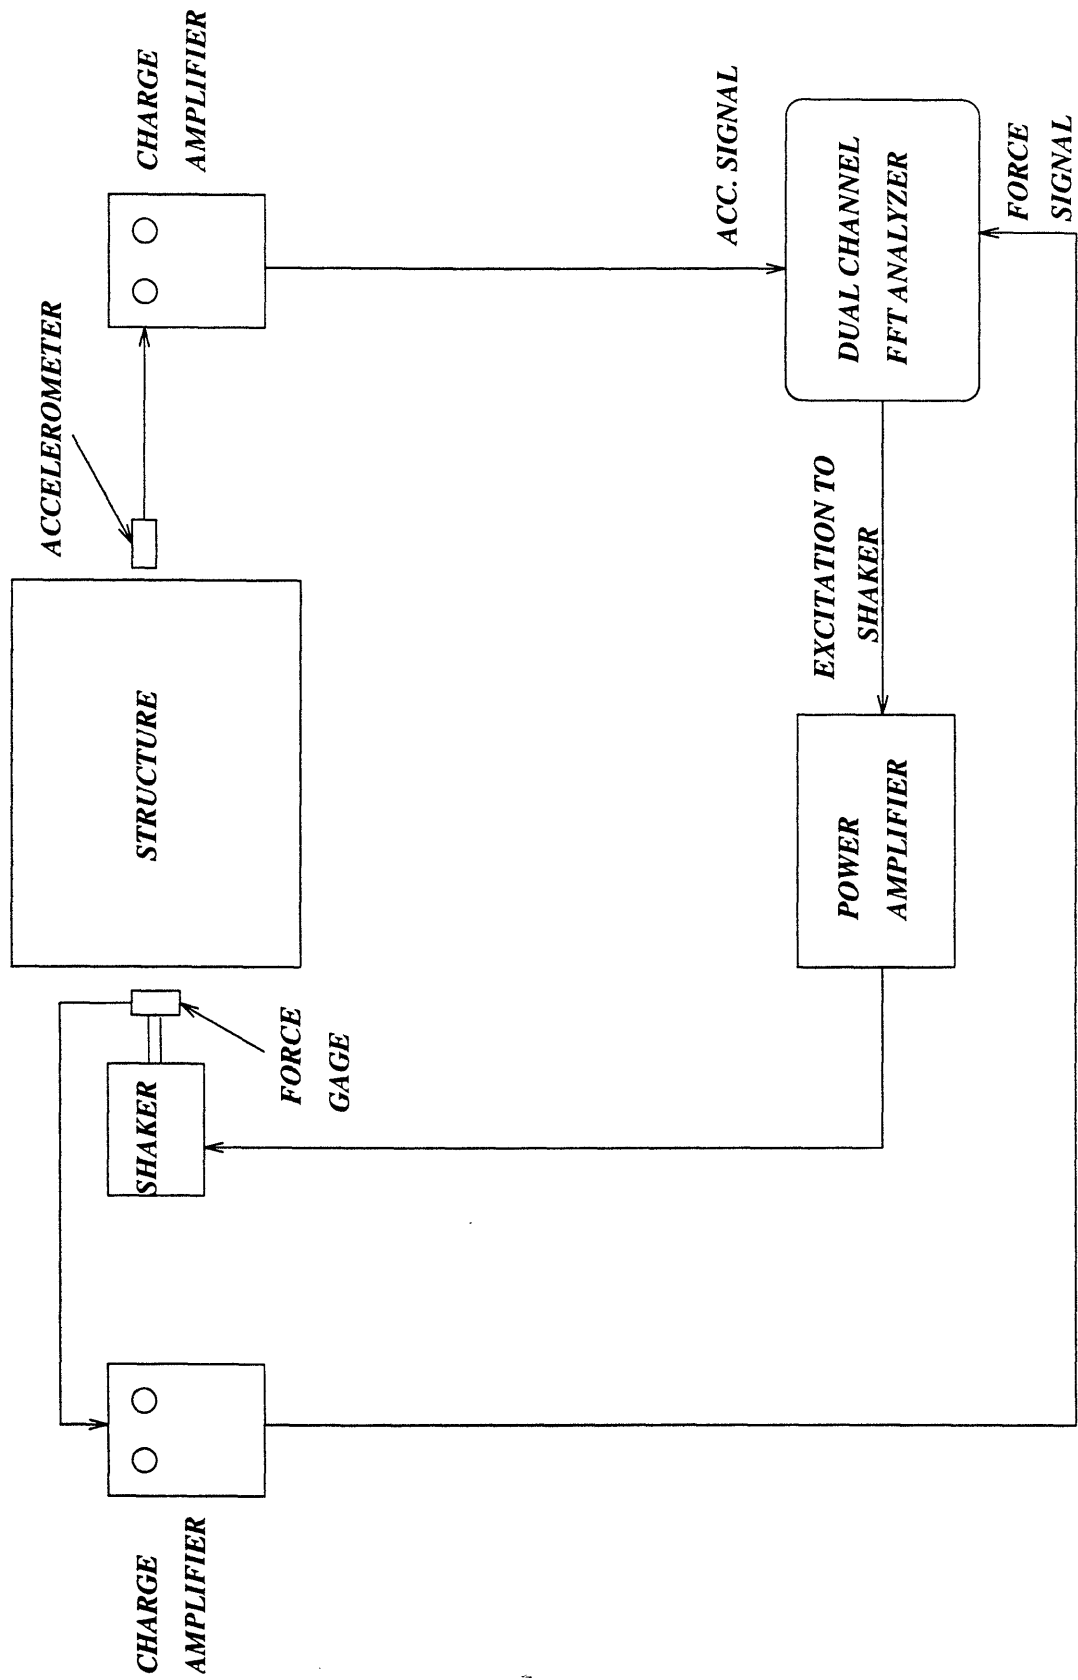 CHARGE
AMPLIFIER
SHAKER
FORCE
GAGE
STRUCTURE
ACCELEROMETER
CHARGE
AMPLIFIER
POWER
AMPLIFIER
EXCITATION TO
SHAKER
ACC. SIGNAL
DUAL CHANNEL
FFT ANALYZER
FORCE
SIGNAL